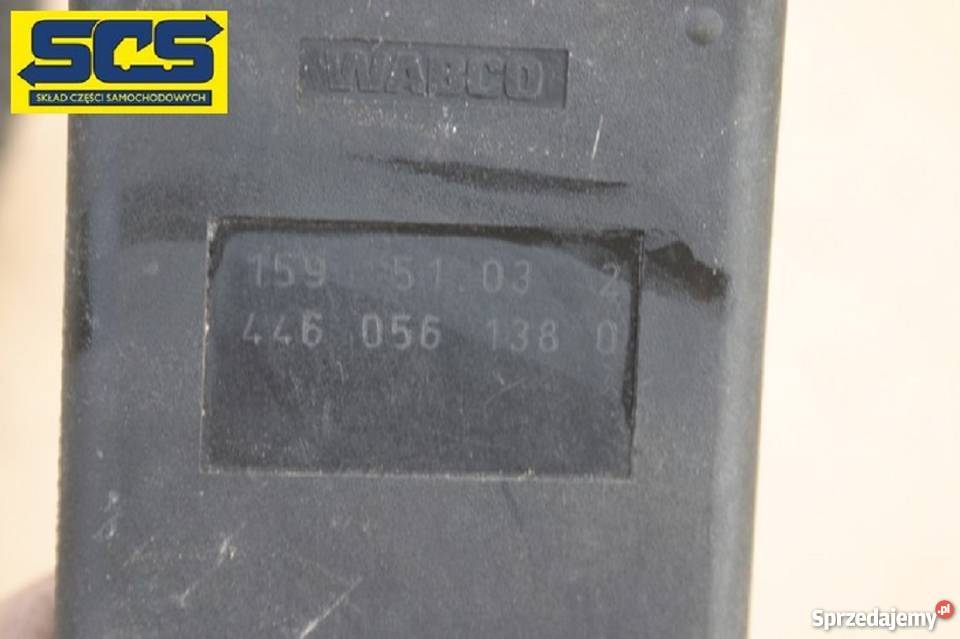 SCS
SKŁAD CZĘŚCI SAMOCHODOWYCH
WABCO
159 51.03 2
446 056 138 0
Sprzedajemy.pl